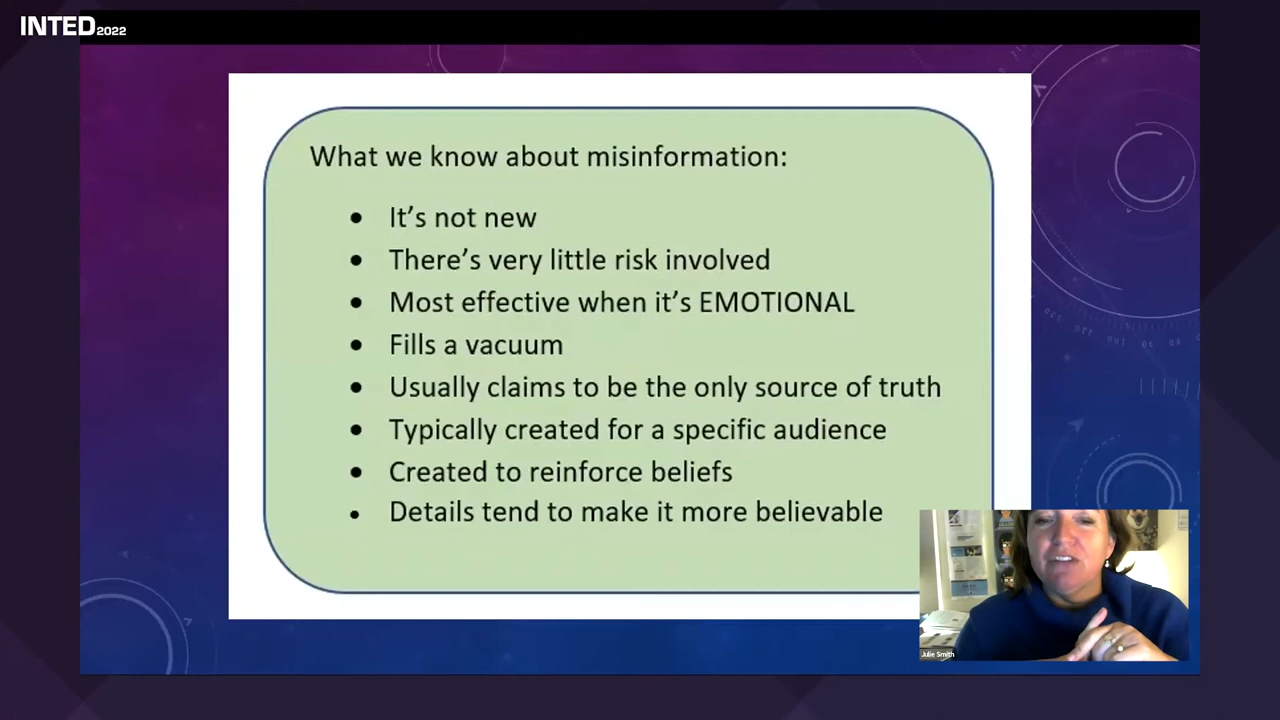 INTED2022
What we know about misinformation:
• It’s not new
• There’s very little risk involved
• Most effective when it’s EMOTIONAL
• Fills a vacuum
• Usually claims to be the only source of truth
• Typically created for a specific audience
• Created to reinforce beliefs
• Details tend to make it more believable
Julie Smith